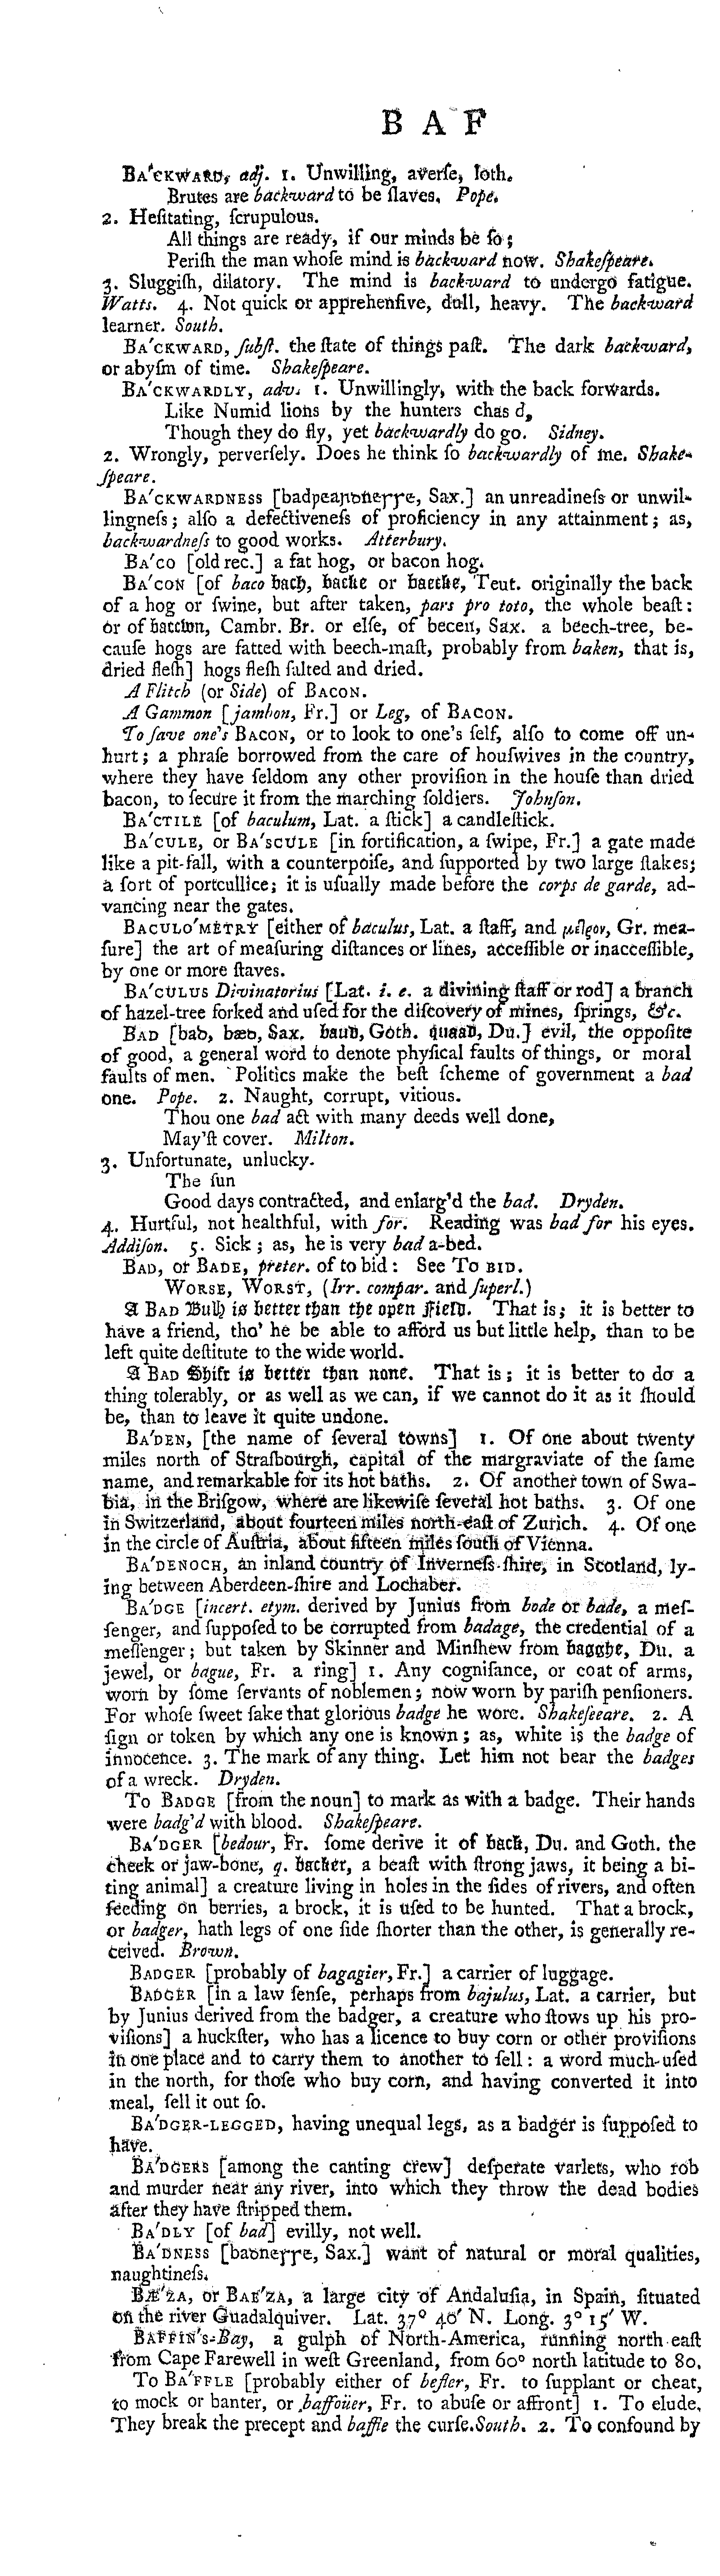 B A F
BA'CKWARD, adj. 1. Unwilling, averſe, loth.
Brutes are backward to be ſlaves. Pope.
2. Heſitating, ſcrupulous.
All things are ready, if our minds be ſo;
Periſh the man whoſe mind is backward now. Shakeſpeare.
3. Sluggiſh, dilatory. The mind is backward to undergo fatigue.
Watts. 4. Not quick or apprehenſive, dull, heavy. The backward
learner. South.
BA'CKWARD, ſubſt. the ſtate of things paſt. The dark backward,
or abyſm of time. Shakeſpeare.
BA'CKWARDLY, adv. 1. Unwillingly, with the back forwards.
Like Numid lions by the hunters chas d,
Though they do fly, yet backwardly do go. Sidney.
2. Wrongly, perverſely. Does he think ſo backwardly of me. Shake-
ſpeare.
BA'CKWARDNESS [, Sax.] an unreadineſs or unwil-
lingneſs; alſo a defectiveneſs of proficiency in any attainment; as,
backwardneſs to good works. Atterbury.
BA'CO [old rec.] a fat hog, or bacon hog.
BA'CON [of baco bach, bache or , Teut. originally the back
of a hog or ſwine, but after taken, pars pro toto, the whole beaſt:
or of , Cambr. Br. or elſe, of becen, Sax. a beech-tree, be-
cauſe hogs are fatted with beech-maſt, probably from baken, that is,
dried fleſh] hogs fleſh ſalted and dried.
A Flitch (or Side) of BACON.
A Gammon [jambon, Fr.] or Leg, of BACON.
To ſave one's BACON, or to look to one's ſelf, alſo to come off un-
hurt; a phraſe borrowed from the care of houſwives in the country,
where they have ſeldom any other proviſion in the houſe than dried
bacon, to ſecure it from the marching ſoldiers. Johnſon.
BA'CTILE [of baculum, Lat. a ſtick] a candleſtick.
BA'CULE, or BA'SCULE [in fortification, a ſwipe, Fr.] a gate made
like a pit-fall, with a counterpoiſe, and ſupported by two large ſtakes;
a ſort of portcullice; it is uſually made before the corps de garde, ad-
vancing near the gates.
BACULO'METRY [either of baculus, Lat. a ſtaff, and μέτρον, Gr. mea-
ſure] the art of meaſuring diſtances or lines, acceſſible or inacceſſible,
by one or more ſtaves.
BA'CULUS Divinatorius [Lat. i. e. a divining ſtaff or rod] a branch
of hazel-tree forked and uſed for the diſcovery of mines, ſprings, &c.
BAD [bad, bæd, Sax. baud, Goth. quaad, Du.] evil, the oppoſite
of good, a general word to denote phyſical faults of things, or moral
faults of men. Politics make the beſt ſcheme of government a bad
one. Pope. 2. Naught, corrupt, vitious.
Thou one bad act with many deeds well done,
May'ſt cover. Milton.
3. Unfortunate, unlucky.
The ſun
Good days contracted, and enlarg'd the bad. Dryden.
4. Hurtful, not healthful, with for. Reading was bad for his eyes.
Addiſon. 5. Sick; as, he is very bad a-bed.
BAD, or BADE, preter. of to bid: See To BID.
WORSE, WORST, (Irr. compar. and ſuperl.)
A BAD Buſh is better than the open Field. That is; it is better to
have a friend, tho' he be able to afford us but little help, than to be
left quite deſtitute to the wide world.
A BAD Shift is better than none. That is; it is better to do a
thing tolerably, or as well as we can, if we cannot do it as it ſhould
be, than to leave it quite undone.
BA'DEN, [the name of ſeveral towns] 1. Of one about twenty
miles north of Straſbourgh, capital of the margraviate of the ſame
name, and remarkable for its hot baths. 2. Of another town of Swa-
bia, in the Briſgow, where are likewiſe ſeveral hot baths. 3. Of one
in Switzerland, about fourteen miles north-eaſt of Zurich. 4. Of one
in the circle of Auſtria, about fifteen miles ſouth of Vienna.
BA'DENOCH, an inland country of Inverneſs-ſhire, in Scotland, ly-
ing between Aberdeen-ſhire and Lochaber.
BA'DGE [incert. etym. derived by Junius from bode or bade, a meſ-
ſenger, and ſuppoſed to be corrupted from badage, the credential of a
meſſenger; but taken by Skinner and Minſhew from bagghe, Du. a
jewel, or bague, Fr. a ring] 1. Any cogniſance, or coat of arms,
worn by ſome ſervants of noblemen; now worn by pariſh penſioners.
For whoſe ſweet ſake that glorious badge he wore. Shakeſeeare. 2. A
ſign or token by which any one is known; as, white is the badge of
innocence. 3. The mark of any thing. Let him not bear the badges
of a wreck. Dryden.
To BADGE [from the noun] to mark as with a badge. Their hands
were badg'd with blood. Shakeſpeare.
BA'DGER [bedour, Fr. ſome derive it of back, Du. and Goth. the
cheek or jaw-bone, q. backer, a beaſt with ſtrong jaws, it being a bi-
ting animal] a creature living in holes in the ſides of rivers, and often
feeding on berries, a brock, it is uſed to be hunted. That a brock,
or badger, hath legs of one ſide ſhorter than the other, is generally re-
ceived. Brown.
BADGER [probably of bagagier, Fr.] a carrier of luggage.
BADGER [in a law ſenſe, perhaps from bajulus, Lat. a carrier, but
by Junius derived from the badger, a creature who ſtows up his pro-
viſions] a huckſter, who has a licence to buy corn or other proviſions
in one place and to carry them to another to ſell: a word much-uſed
in the north, for thoſe who buy corn, and having converted it into
meal, ſell it out ſo.
BA'DGER-LEGGED, having unequal legs, as a badger is ſuppoſed to
have.
BA'DGERS [among the canting crew] deſperate varlets, who rob
and murder near any river, into which they throw the dead bodies
after they have ſtripped them.
BA'DLY [of bad] evilly, not well.
BA'DNESS [badneſſe, Sax.] want of natural or moral qualities,
naughtineſs.
BÆ'ZA, or BAE'ZA, a large city of Andaluſia, in Spain, ſituated
on the river Guadalquiver. Lat. 37° 40' N. Long. 3° 15' W.
BAFFIN's-Bay, a gulph of North-America, running north eaſt
from Cape Farewell in weſt Greenland, from 60° north latitude to 80.
To BA'FFLE [probably either of befler, Fr. to ſupplant or cheat,
to mock or banter, or baffoüer, Fr. to abuſe or affront] 1. To elude.
They break the precept and baffle the curſe. South. 2. To confound by